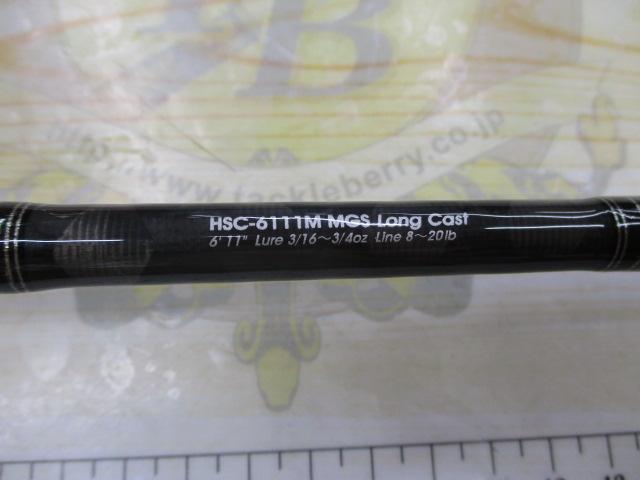 B
http://www.tackleberry.co.jp
HSC-6111M MGS Long Cast
6'11" Lure 3/16～3/4oz Line 8～20lb